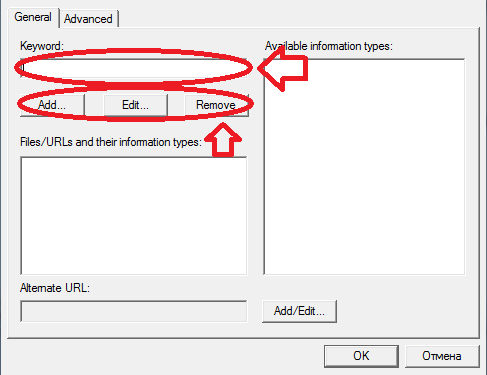 General Advanced
Keyword: Available information types:
Add... Edit... Remove
Files/URLs and their information types:
Alternate URL:
Add/Edit...
OK Отмена